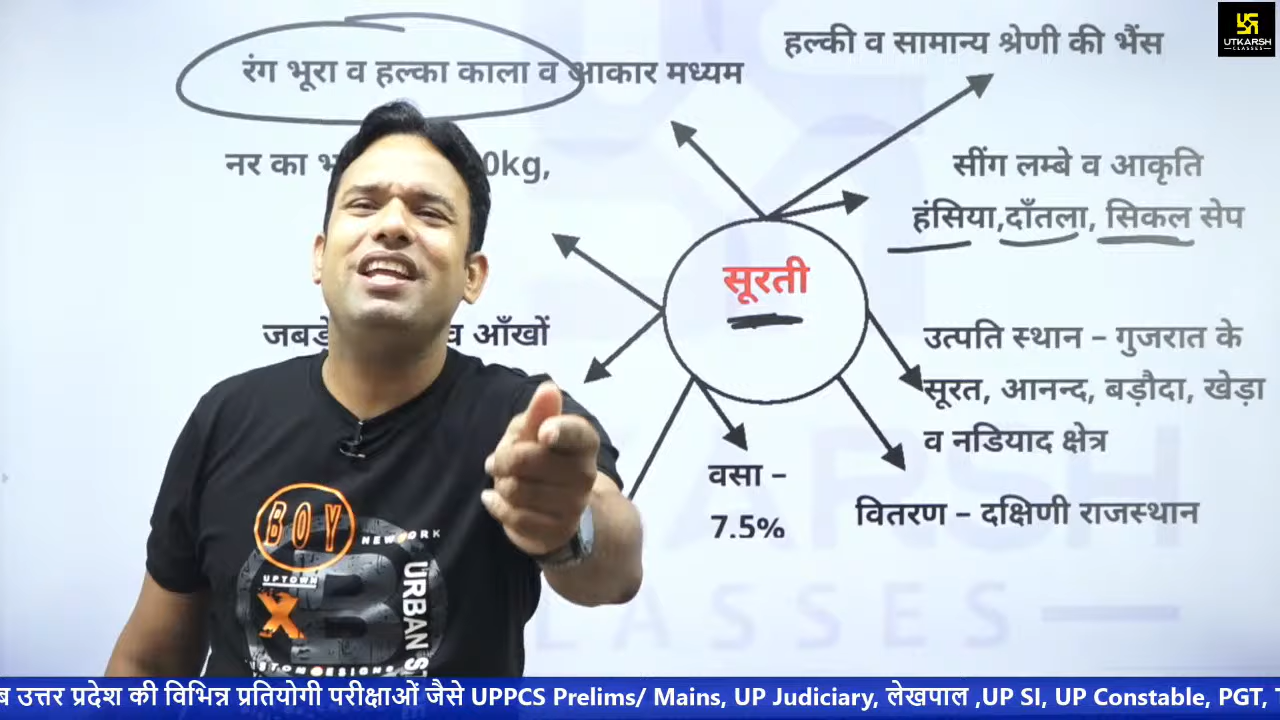 हल्की व सामान्य श्रेणी की भैंस
UTKARSH
CLASSES
रंग भूरा व हल्का काला व आकार मध्यम
नर का 0kg,
सींग लम्बे व आकृति
हंसिया,दाँतला, सिकल सेप
सूरती
व आँखों
उत्पति स्थान – गुजरात के
सूरत, आनन्द, बड़ौदा, खेड़ा
व नडियाद क्षेत्र
वसा –
7.5%
वितरण – दक्षिणी राजस्थान
BOY
NEW YORK
UPTOWN
X
B
URBAN
CLASSES
उत्तर प्रदेश की विभिन्न प्रतियोगी परीक्षाओं जैसे UPPCS Prelims/ Mains, UP Judiciary, लेखपाल ,UP SI, UP Constable, PGT,